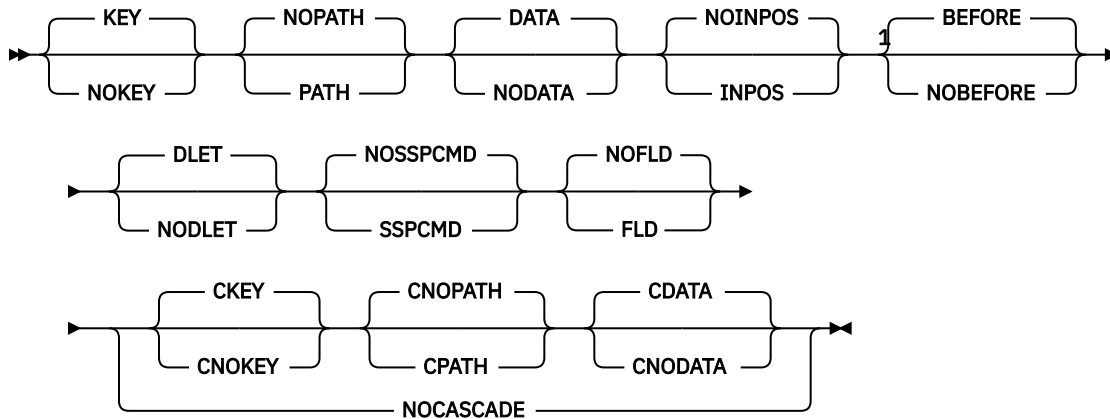 KEY NOPATH DATA NOINPOS BEFORE
1
NOKEY PATH NODATA INPOS NOBEFORE
DLET NOSSPCMD NOFLD
NODLET SSPCMD FLD
CKEY CNOPATH CDATA
CNOKEY CPATH CNODATA
NOCASCADE